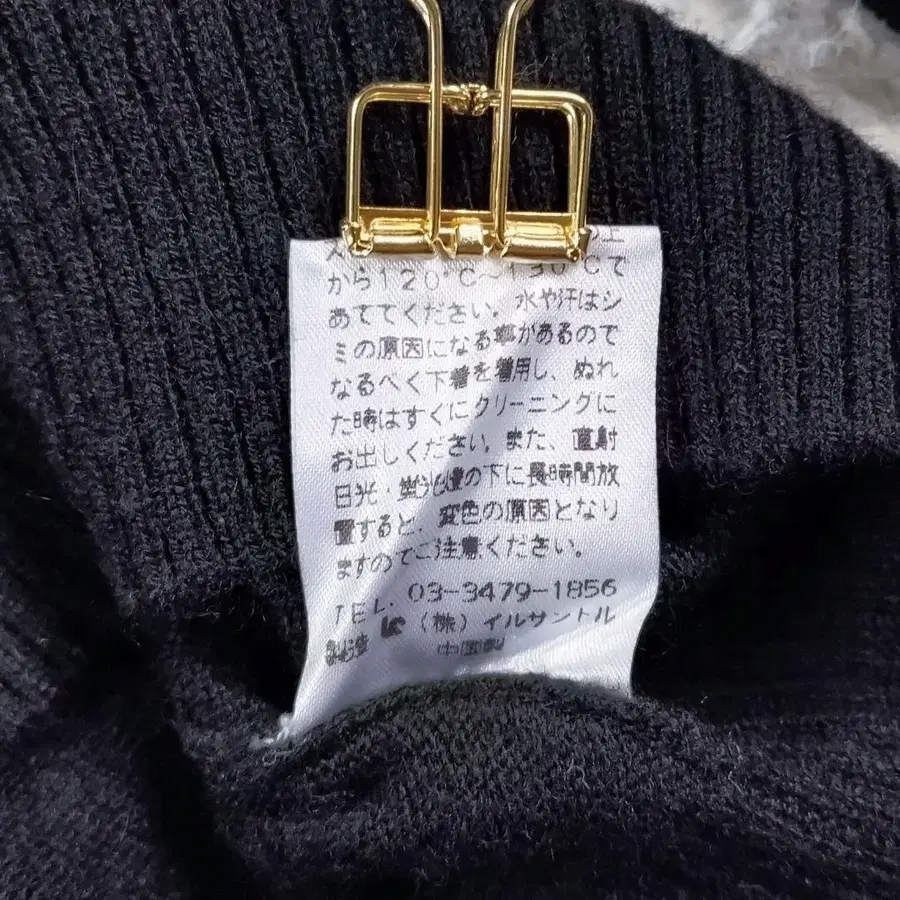 から120℃~130℃で
あててください。水や汗はシ
ミの原因になる事があるので
なるべく下着を着用し、ぬれ
た時はすぐにクリーニングに
お出しください。また、直射
日光・蛍光燈の下に長時間放
置すると、変色の原因となり
ますのでご注意ください。
TEL. 03-3479-1856
製造 (株)イルサントル
中国製